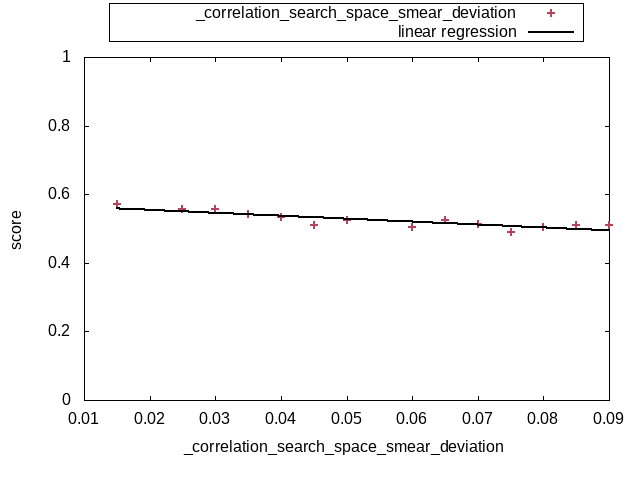 _correlation_search_space_smear_deviation
linear regression
1
0.8
0.6
0.4
0.2
0
score
0.01 0.02 0.03 0.04 0.05 0.06 0.07 0.08 0.09
_correlation_search_space_smear_deviation